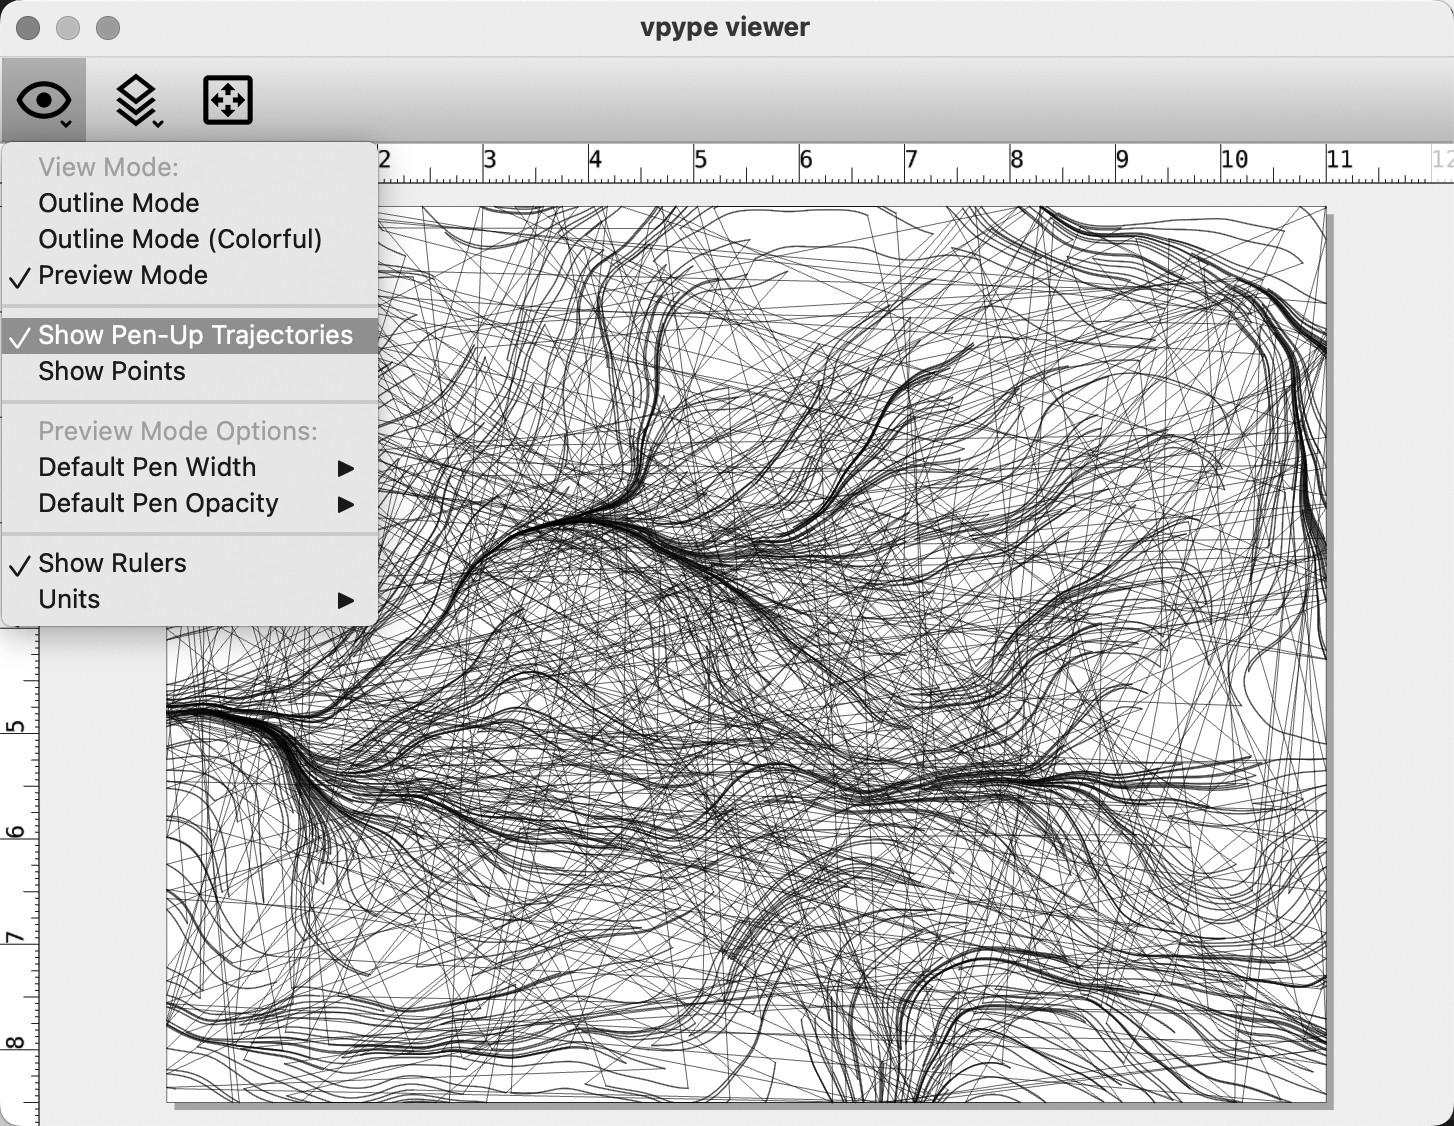 vpype viewer
2 3 4 5 6 7 8 9 10 11 12
View Mode:
Outline Mode
Outline Mode (Colorful)
Preview Mode
Show Pen-Up Trajectories
Show Points
Preview Mode Options:
Default Pen Width
Default Pen Opacity
Show Rulers
Units
5
6
7
8